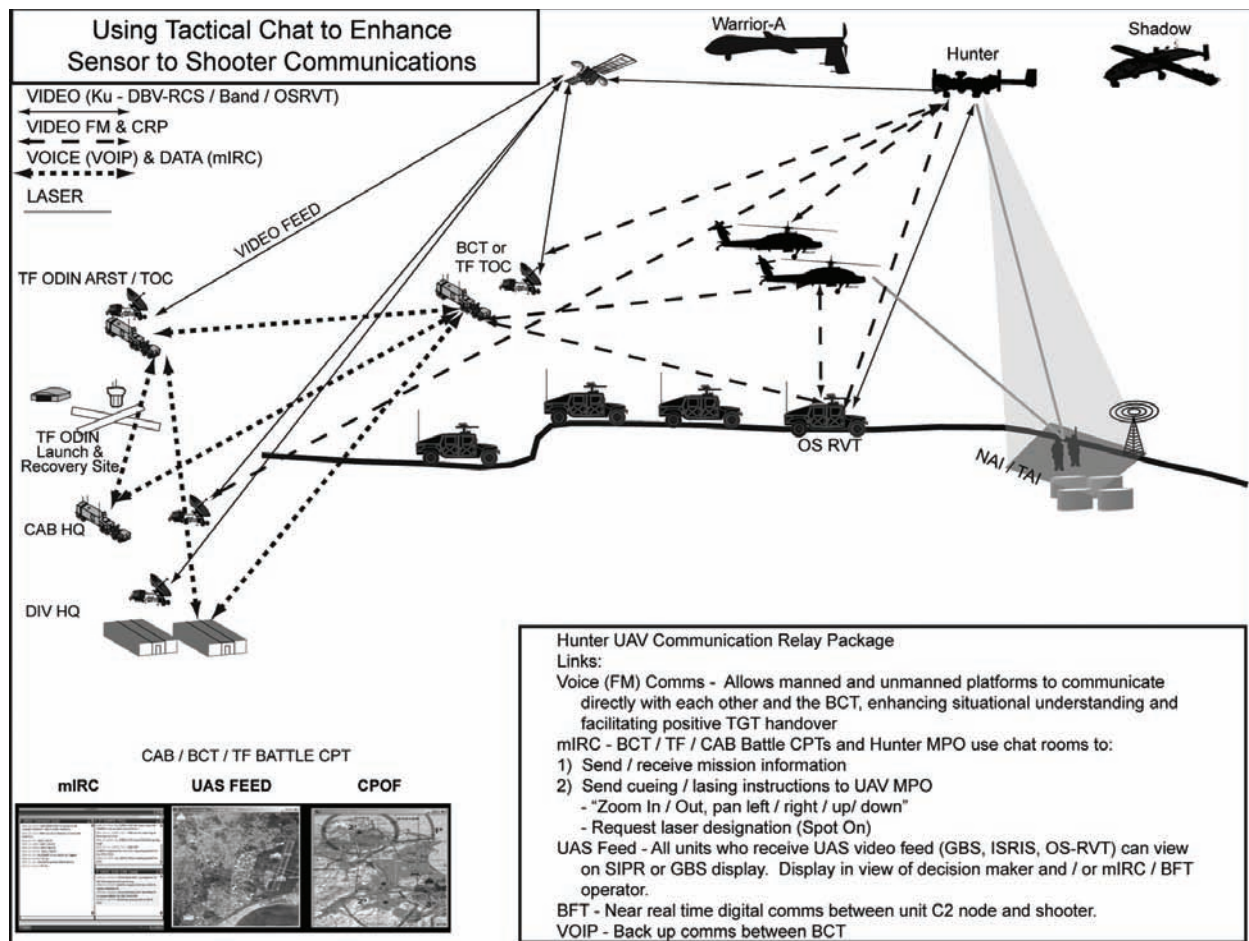 Using Tactical Chat to Enhance
Sensor to Shooter Communications
Warrior-A
Hunter
Shadow
VIDEO (Ku - DBV-RCS / Band / OSRVT)
VIDEO FM & CRP
VOICE (VOIP) & DATA (mIRC)
LASER
VIDEO FEED
BCT or
TF TOC
TF ODIN ARST / TOC
TF ODIN
Launch &
Recovery Site
OS RVT
NAI / TAI
CAB HQ
DIV HQ
CAB / BCT / TF BATTLE CPT
mIRC
UAS FEED
CPOF
Hunter UAV Communication Relay Package
Links:
Voice (FM) Comms - Allows manned and unmanned platforms to communicate
directly with each other and the BCT, enhancing situational understanding and
facilitating positive TGT handover
mIRC - BCT / TF / CAB Battle CPTs and Hunter MPO use chat rooms to:
1) Send / receive mission information
2) Send cueing / lasing instructions to UAV MPO
- “Zoom In / Out, pan left / right / up/ down”
- Request laser designation (Spot On)
UAS Feed - All units who receive UAS video feed (GBS, ISRIS, OS-RVT) can view
on SIPR or GBS display. Display in view of decision maker and / or mIRC / BFT
operator.
BFT - Near real time digital comms between unit C2 node and shooter.
VOIP - Back up comms between BCT